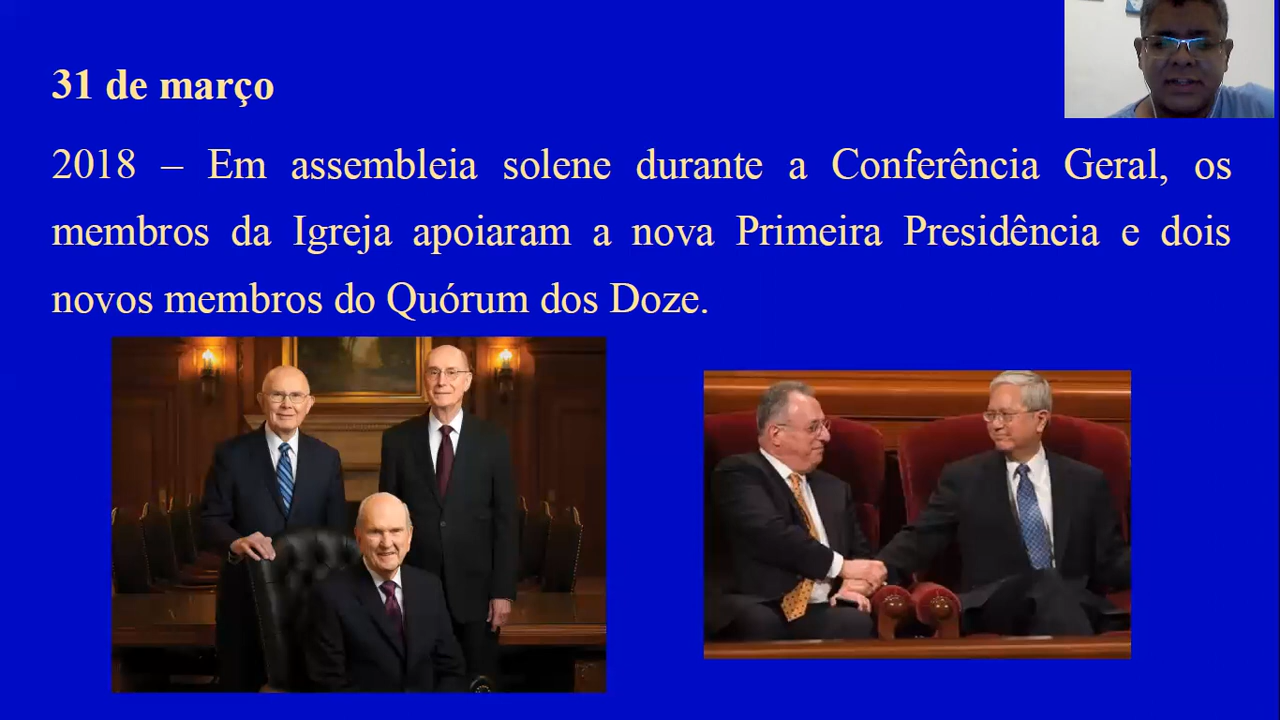 31 de março
2018 – Em assembleia solene durante a Conferência Geral, os
membros da Igreja apoiaram a nova Primeira Presidência e dois
novos membros do Quórum dos Doze.